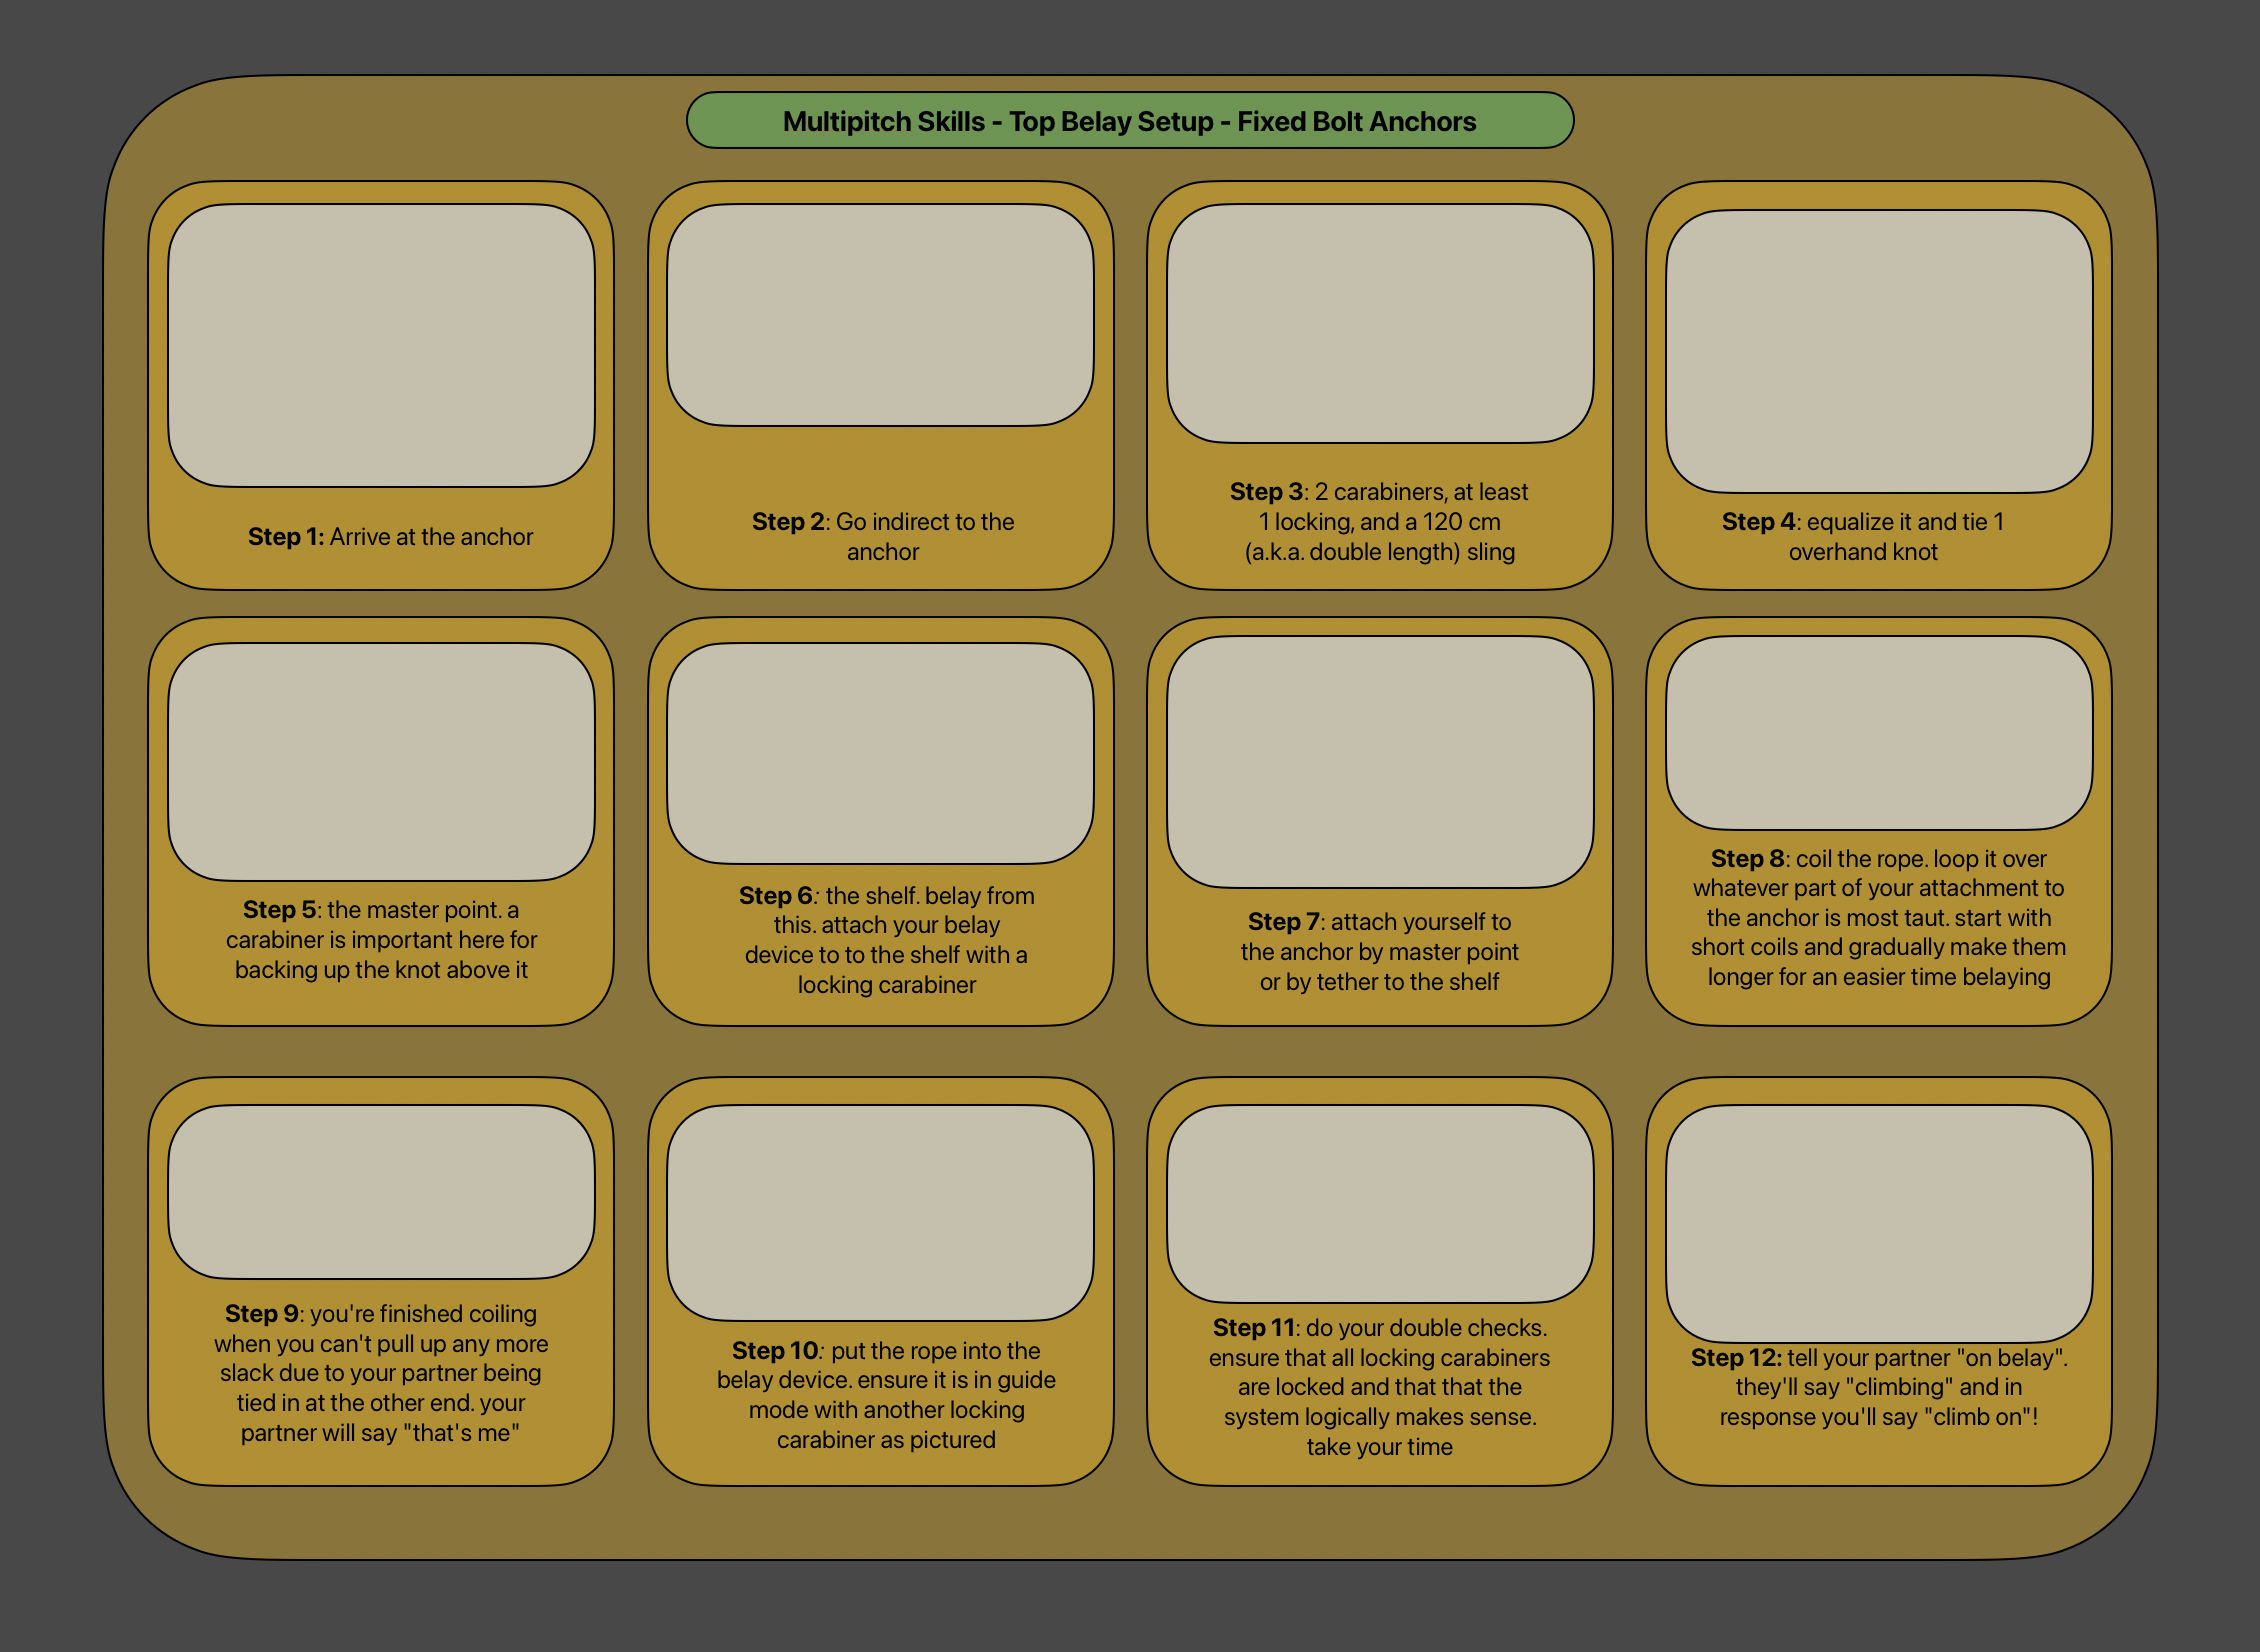 Multipitch Skills - Top Belay Setup - Fixed Bolt Anchors
Step 1: Arrive at the anchor
Step 2: Go indirect to the
anchor
Step 3: 2 carabiners, at least
1 locking, and a 120 cm
(a.k.a. double length) sling
Step 4: equalize it and tie 1
overhand knot
Step 5: the master point. a
carabiner is important here for
backing up the knot above it
Step 6: the shelf. belay from
this. attach your belay
device to to the shelf with a
locking carabiner
Step 7: attach yourself to
the anchor by master point
or by tether to the shelf
Step 8: coil the rope. loop it over
whatever part of your attachment to
the anchor is most taut. start with
short coils and gradually make them
longer for an easier time belaying
Step 9: you're finished coiling
when you can't pull up any more
slack due to your partner being
tied in at the other end. your
partner will say "that's me"
Step 10: put the rope into the
belay device. ensure it is in guide
mode with another locking
carabiner as pictured
Step 11: do your double checks.
ensure that all locking carabiners
are locked and that that the
system logically makes sense.
take your time
Step 12: tell your partner "on belay".
they'll say "climbing" and in
response you'll say "climb on"!